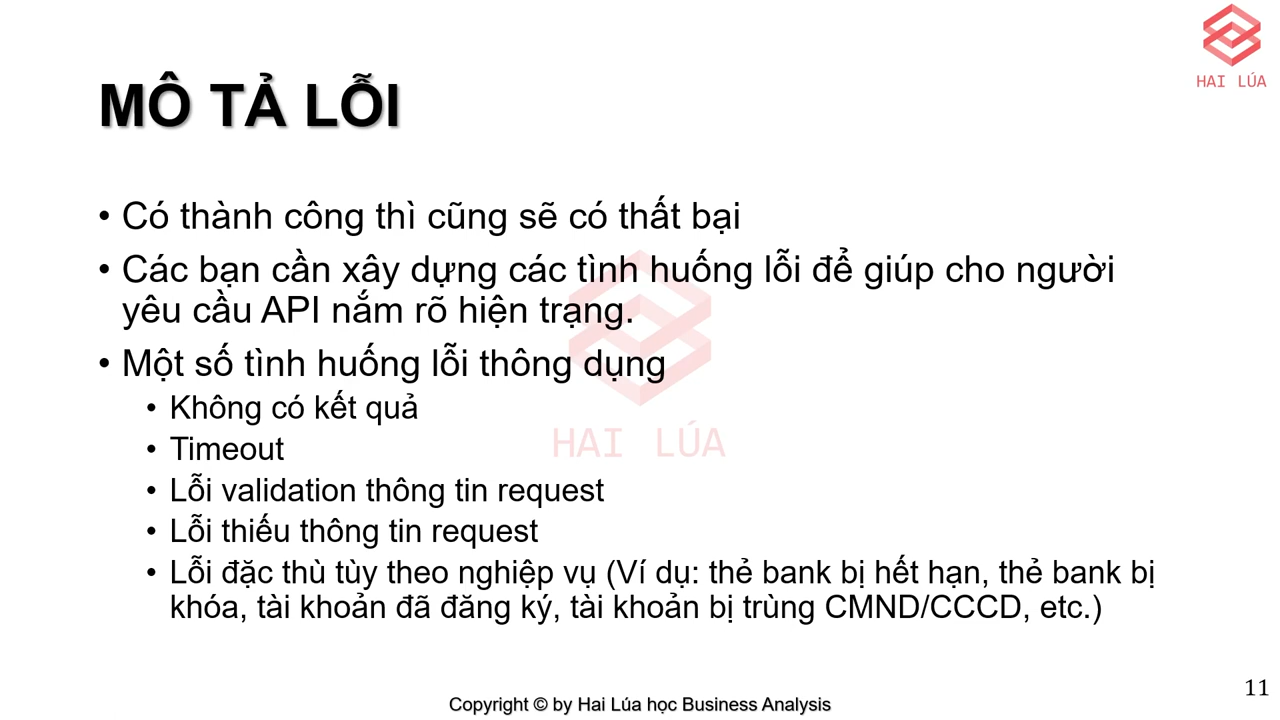 HAI LÚA
MÔ TẢ LỖI
• Có thành công thì cũng sẽ có thất bại
• Các bạn cần xây dựng các tình huống lỗi để giúp cho người
yêu cầu API nắm rõ hiện trạng.
• Một số tình huống lỗi thông dụng
• Không có kết quả
• Timeout
HAI LÚA
• Lỗi validation thông tin request
• Lỗi thiếu thông tin request
• Lỗi đặc thù tùy theo nghiệp vụ (Ví dụ: thẻ bank bị hết hạn, thẻ bank bị
khóa, tài khoản đã đăng ký, tài khoản bị trùng CMND/CCCD, etc.)
11
Copyright © by Hai Lúa học Business Analysis